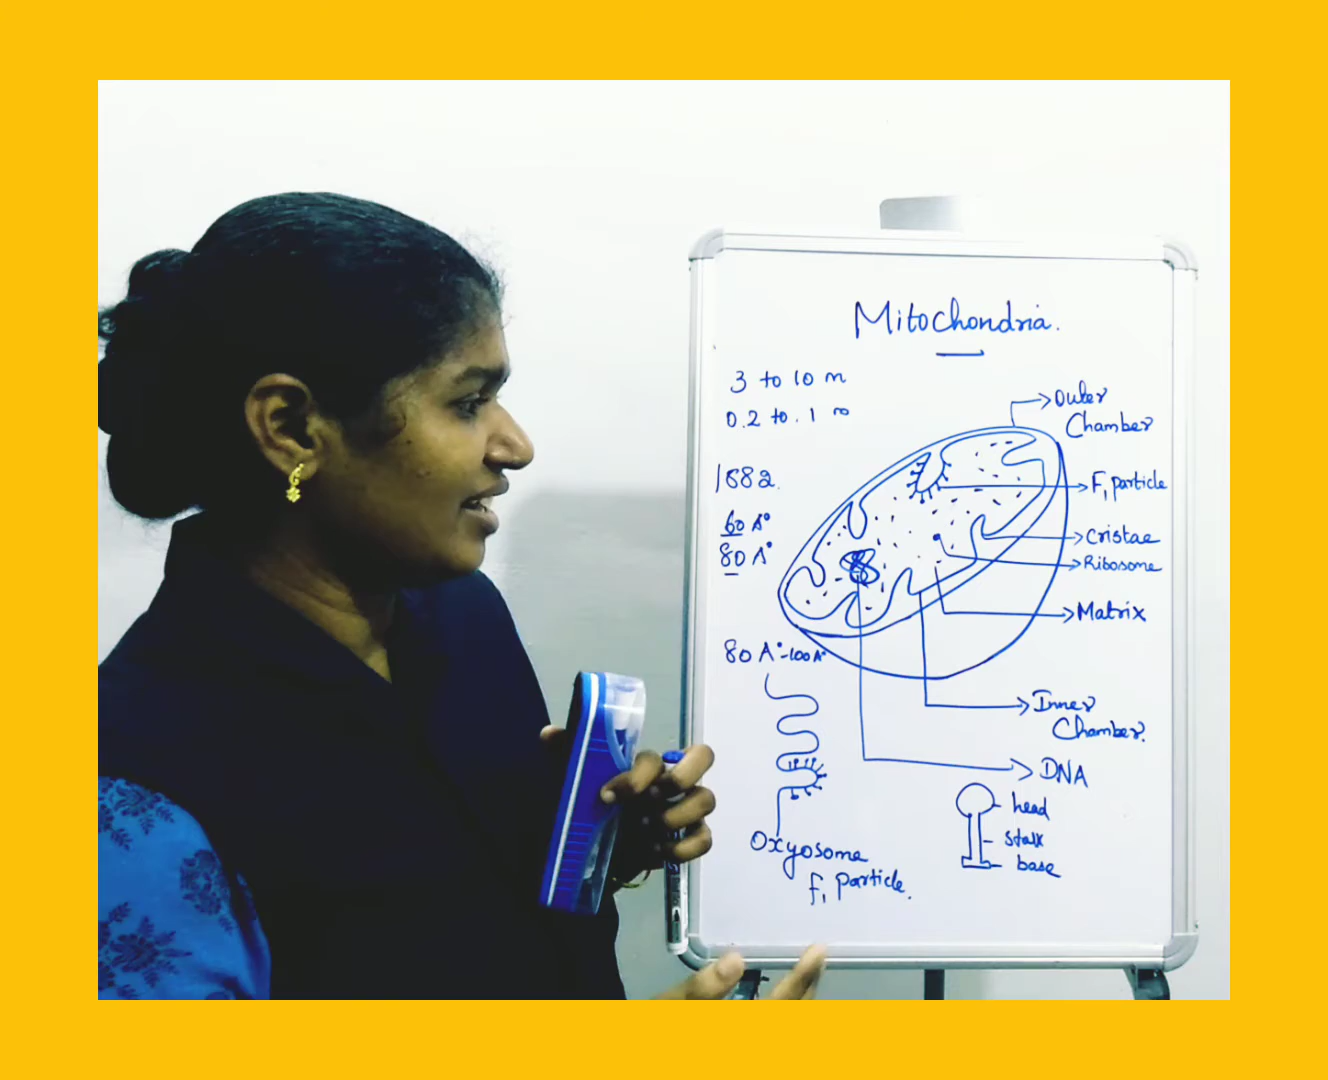 Mitochondria.
3 to 10 m
0.2 to . 1 m
1882.
60 A°
80 A°
Outer
Chamber
F₁ particle
Cristae
Ribosome
Matrix
Inner
Chamber.
DNA
80 A°-100 A°
Oxyosome
f₁ particle.
head
stalk
base